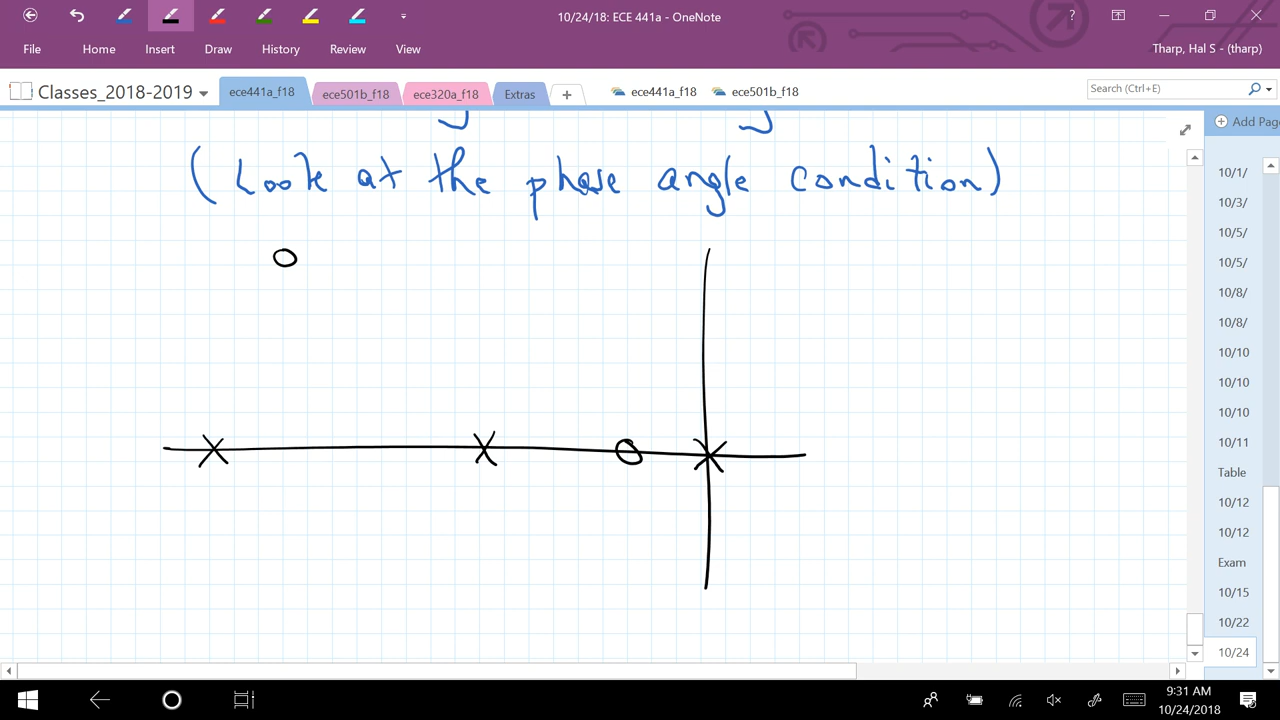 10/24/18: ECE 441a - OneNote
?
File
Home
Insert
Draw
History
Review
View
Tharp, Hal S - (tharp)
Classes_2018-2019
ece441a_f18
ece501b_f18
ece320a_f18
Extras
ece441a_f18
ece501b_f18
Search (Ctrl+E)
Add Pag
(Look at the phase angle condition)
10/1/
10/3/
10/5/
10/5/
10/8/
10/8/
10/10
10/10
10/10
10/11
Table
10/12
10/12
Exam
10/15
10/22
10/24
9:31 AM
10/24/2018